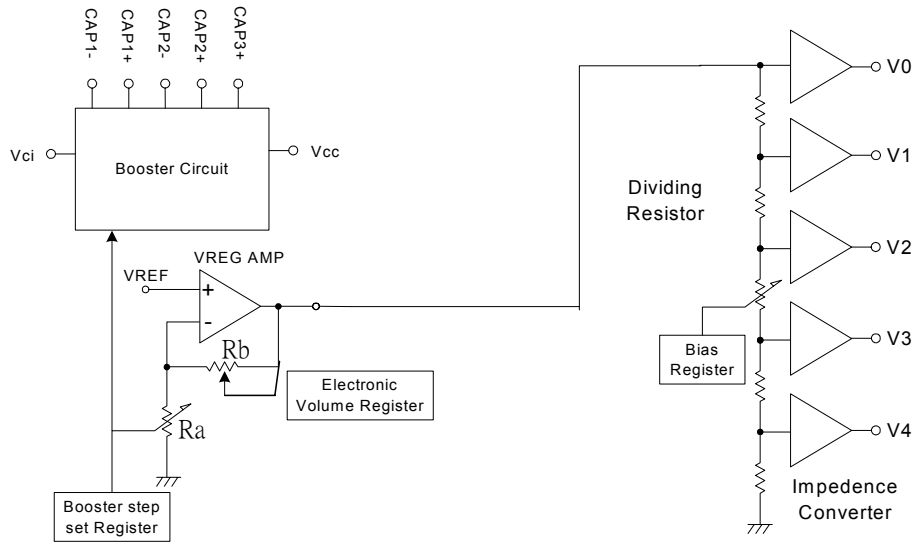 CAP1-
CAP1+
CAP2-
CAP2+
CAP3+
Vci
Booster Circuit
Vcc
VREG AMP
VREF
+
-
Rb
Electronic
Volume Register
Ra
Booster step
set Register
Dividing
Resistor
Bias
Register
V0
V1
V2
V3
V4
Impedence
Converter